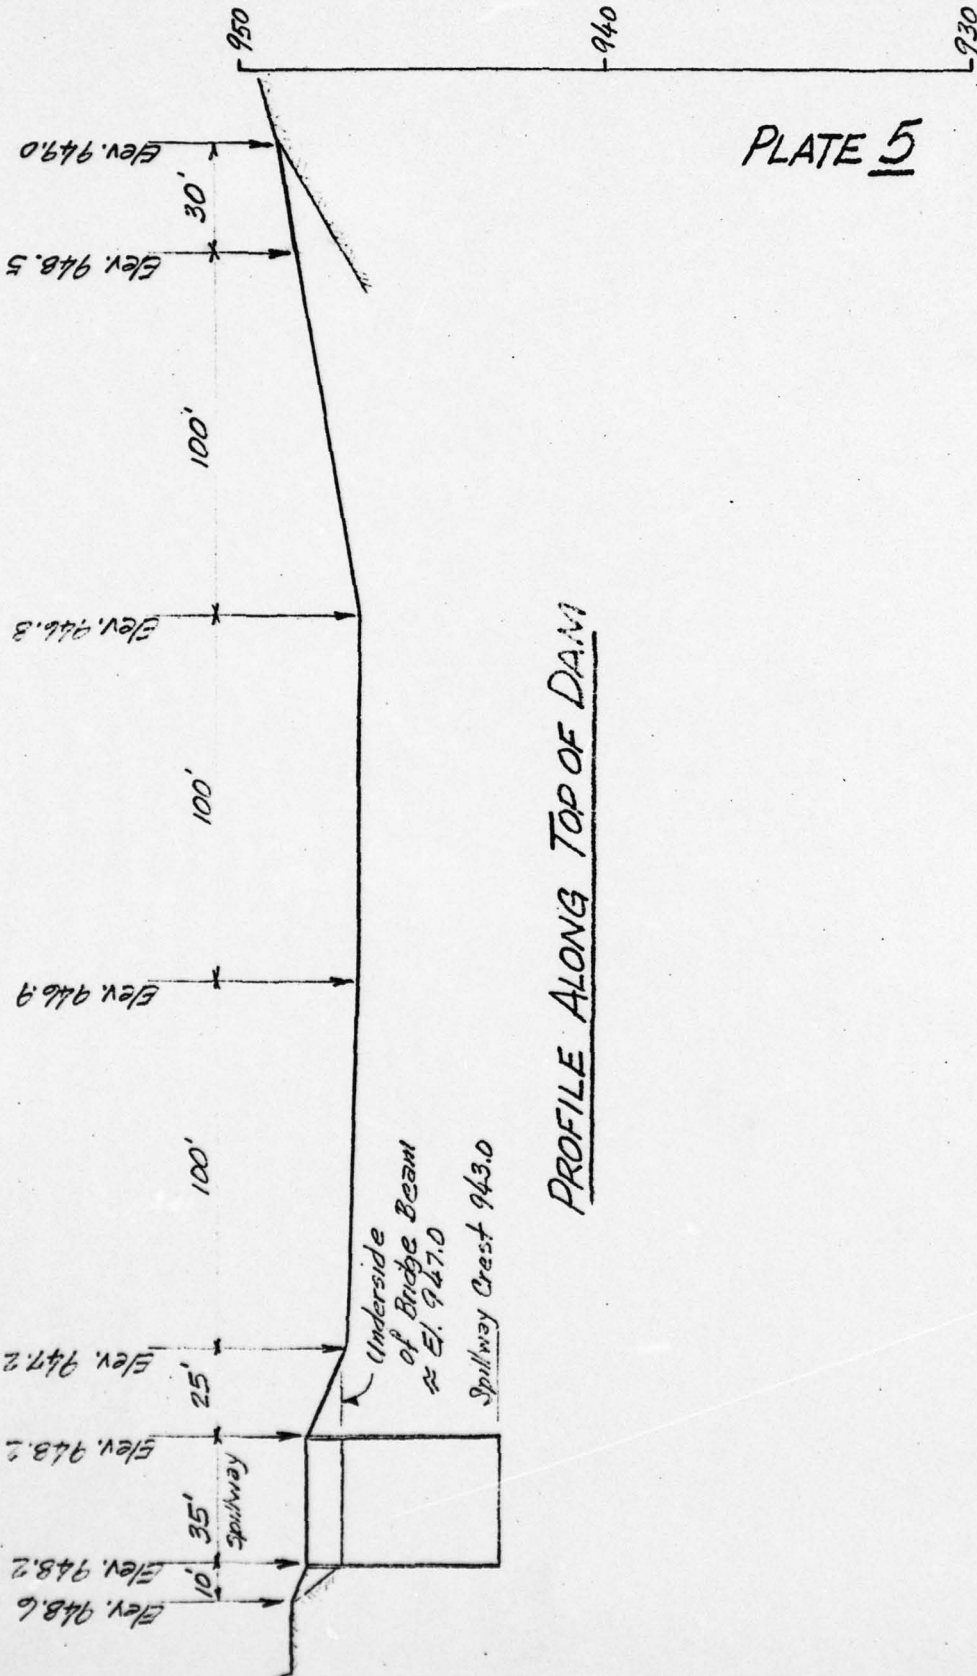 950
940
930
PLATE 5
Elev. 949.0
30'
Elev. 948.5
100'
Elev. 946.8
100'
Elev. 946.9
100'
Elev. 947.2
25'
Elev. 948.2
35'
Spillway
Elev. 948.2
10'
Elev. 948.6
Underside
of Bridge Beam
≈ El. 947.0
Spillway Crest 943.0
PROFILE ALONG TOP OF DAM